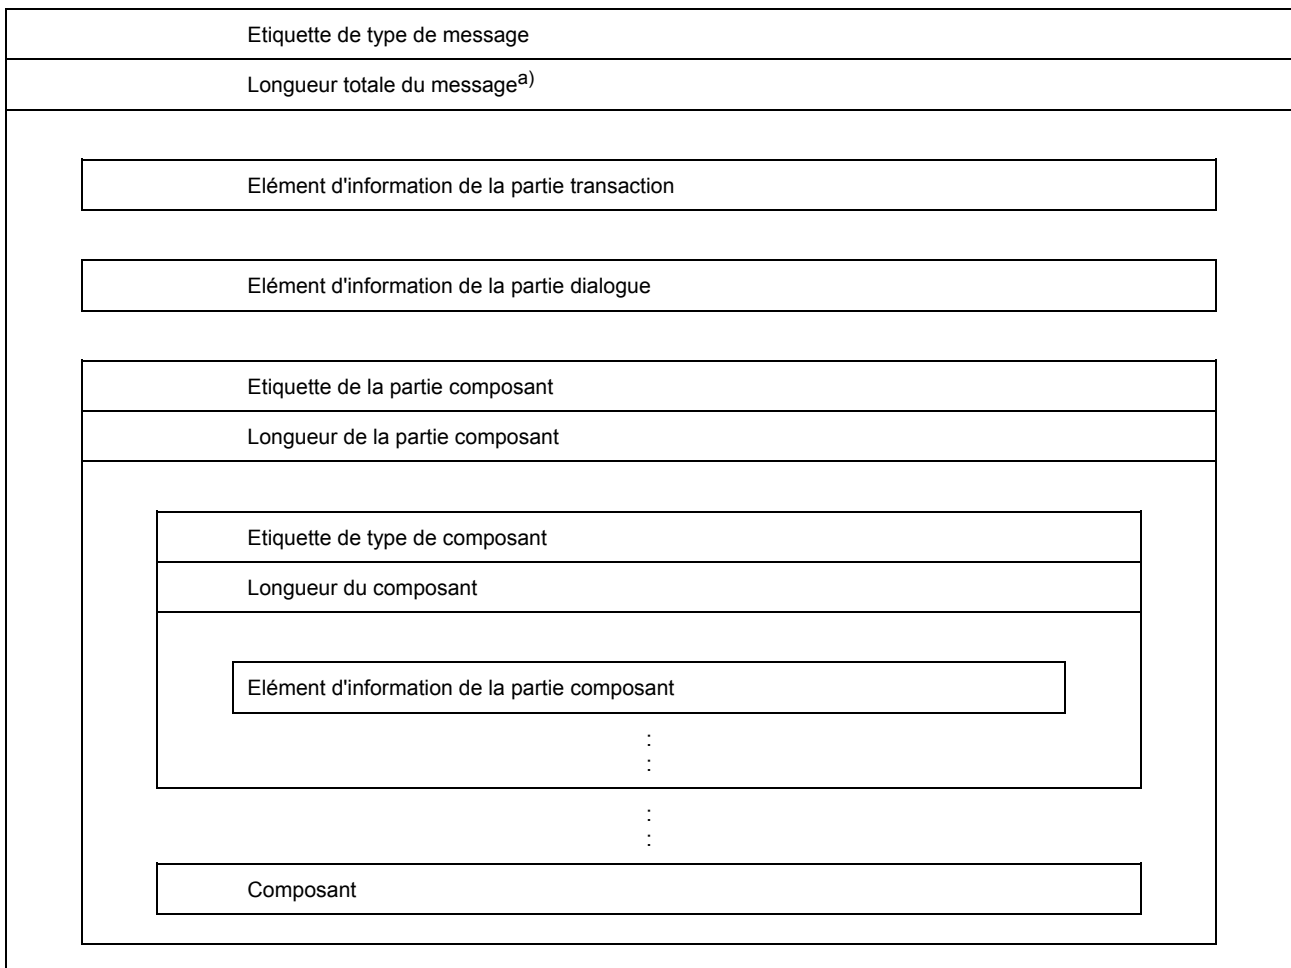 Etiquette de type de message
Longueur totale du messagea)
Elément d'information de la partie transaction
Elément d'information de la partie dialogue
Etiquette de la partie composant
Longueur de la partie composant
Etiquette de type de composant
Longueur du composant
Elément d'information de la partie composant
:
:
:
:
Composant